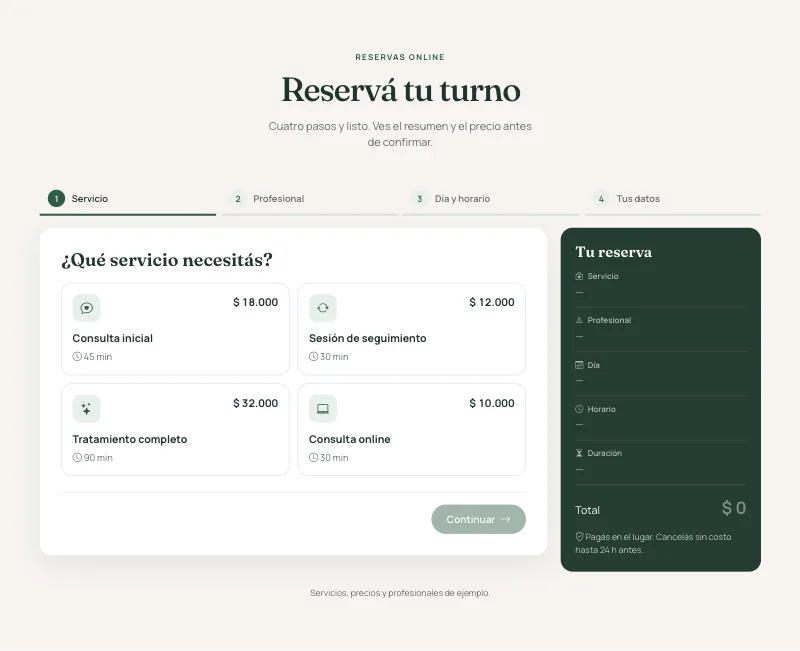 RESERVAS ONLINE
Reservá tu turno
Cuatro pasos y listo. Ves el resumen y el precio antes
de confirmar.
1 Servicio
2 Profesional
3 Día y horario
4 Tus datos
¿Qué servicio necesitás?
$ 18.000
Consulta inicial
45 min
$ 12.000
Sesión de seguimiento
30 min
$ 32.000
Tratamiento completo
90 min
$ 10.000
Consulta online
30 min
Continuar →
Tu reserva
Servicio
—
Profesional
—
Día
—
Horario
—
Duración
—
Total $ 0
Pagás en el lugar. Cancelás sin costo
hasta 24 h antes.
Servicios, precios y profesionales de ejemplo.